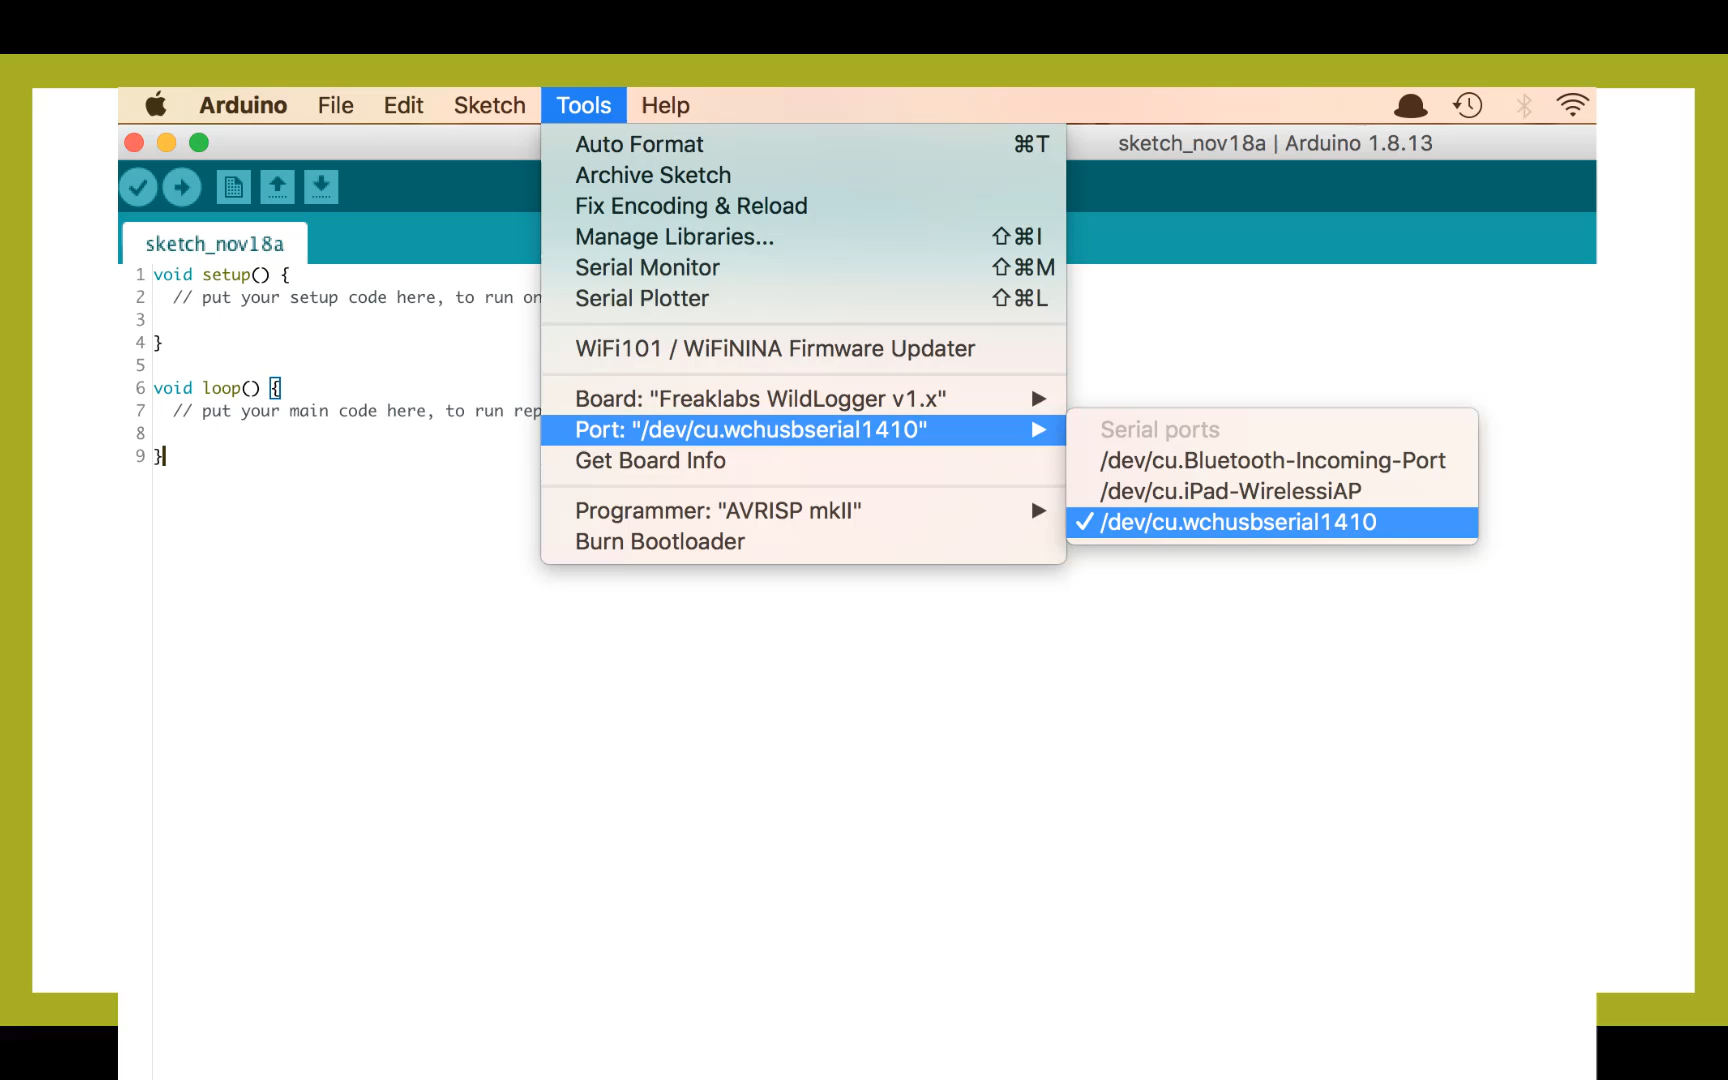 Arduino File Edit Sketch Tools Help
sketch_nov18a | Arduino 1.8.13
sketch_nov18a
1 void setup() {
2 // put your setup code here, to run on
3
4 }
5
6 void loop() {
7 // put your main code here, to run rep
8
9 }
Auto Format ⌘T
Archive Sketch
Fix Encoding & Reload
Manage Libraries... ⇧⌘I
Serial Monitor ⇧⌘M
Serial Plotter ⇧⌘L
WiFi101 / WiFiNINA Firmware Updater
Board: "Freaklabs WildLogger v1.x" ▶
Port: "/dev/cu.wchusbserial1410" ▶
Get Board Info
Programmer: "AVRISP mkII" ▶
Burn Bootloader
Serial ports
/dev/cu.Bluetooth-Incoming-Port
/dev/cu.iPad-WirelessiAP
✓ /dev/cu.wchusbserial1410